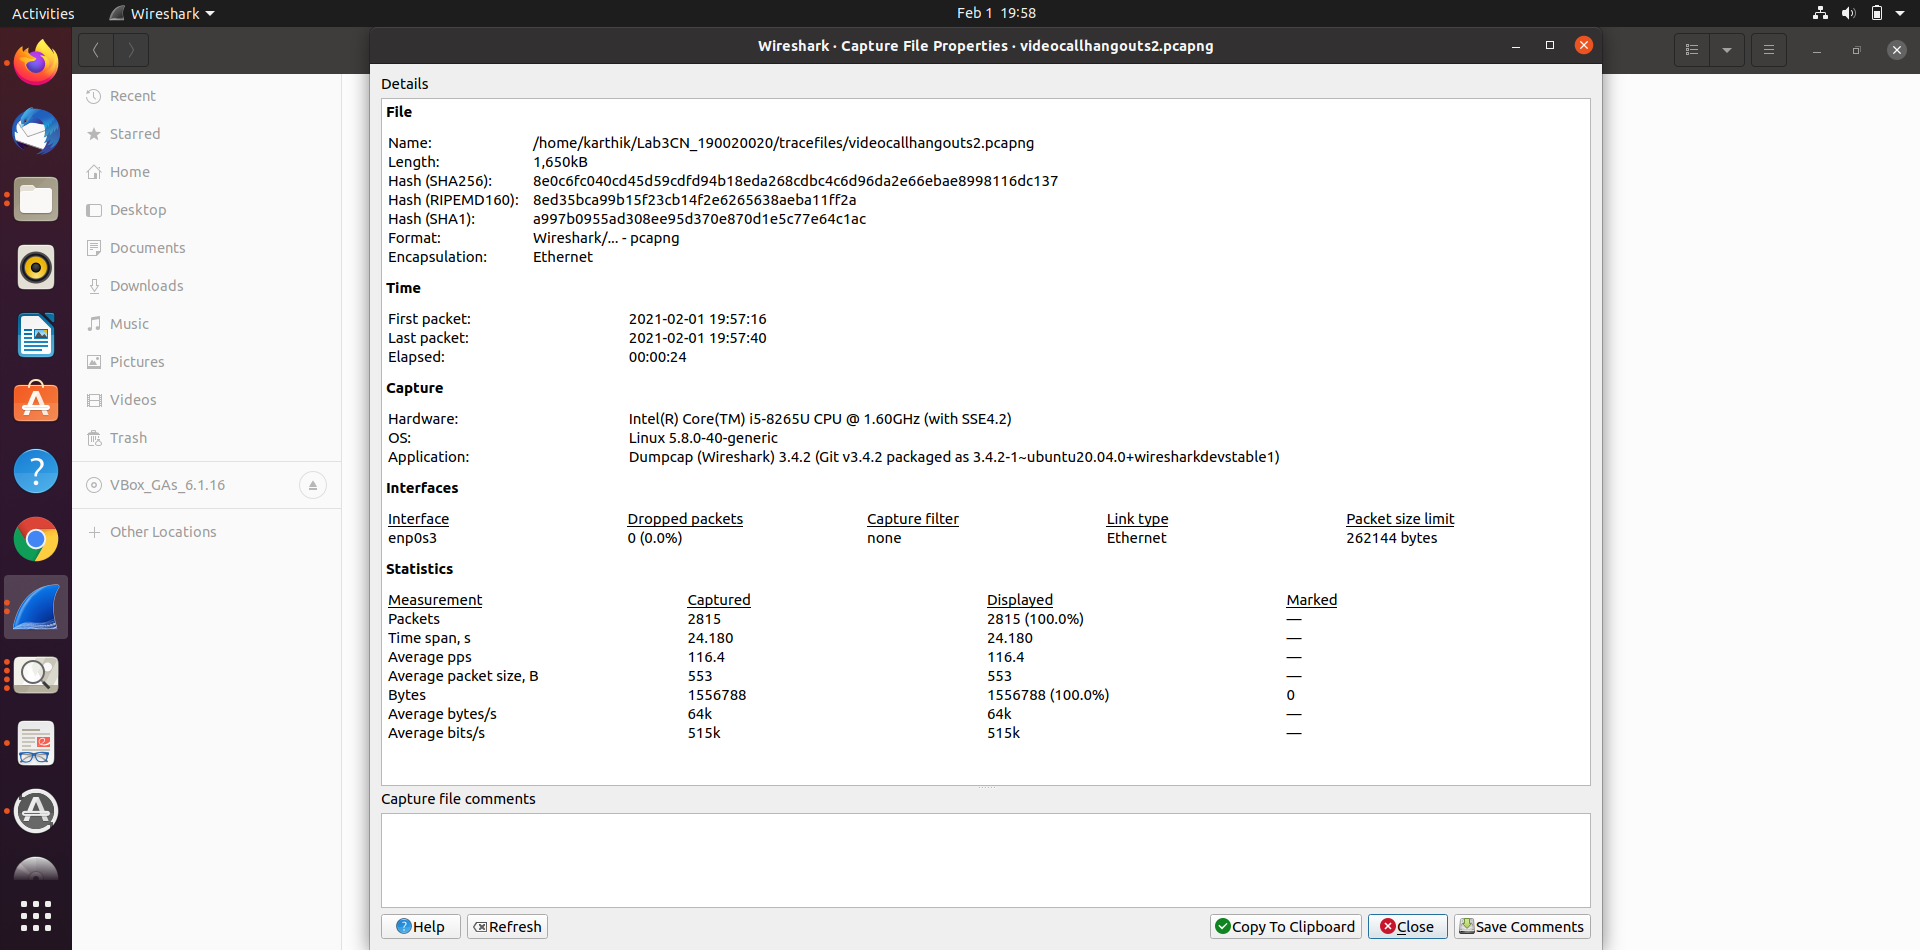 Activities Wireshark Feb 1 19:58
Wireshark · Capture File Properties · videocallhangouts2.pcapng
Recent
Starred
Home
Desktop
Documents
Downloads
Music
Pictures
Videos
Trash
VBox_GAs_6.1.16
Other Locations
Details
File
Name: /home/karthik/Lab3CN_190020020/tracefiles/videocallhangouts2.pcapng
Length: 1,650kB
Hash (SHA256): 8e0c6fc040cd45d59cdfd94b18eda268cdbc4c6d96da2e66ebae8998116dc137
Hash (RIPEMD160): 8ed35bca99b15f23cb14f2e6265638aeba11ff2a
Hash (SHA1): a997b0955ad308ee95d370e870d1e5c77e64c1ac
Format: Wireshark/... - pcapng
Encapsulation: Ethernet
Time
First packet: 2021-02-01 19:57:16
Last packet: 2021-02-01 19:57:40
Elapsed: 00:00:24
Capture
Hardware: Intel(R) Core(TM) i5-8265U CPU @ 1.60GHz (with SSE4.2)
OS: Linux 5.8.0-40-generic
Application: Dumpcap (Wireshark) 3.4.2 (Git v3.4.2 packaged as 3.4.2-1~ubuntu20.04.0+wiresharkdevstable1)
Interfaces
Interface Dropped packets Capture filter Link type Packet size limit
enp0s3 0 (0.0%) none Ethernet 262144 bytes
Statistics
Measurement Captured Displayed Marked
Packets 2815 2815 (100.0%) —
Time span, s 24.180 24.180 —
Average pps 116.4 116.4 —
Average packet size, B 553 553 —
Bytes 1556788 1556788 (100.0%) 0
Average bytes/s 64k 64k —
Average bits/s 515k 515k —
Capture file comments
Help Refresh Copy To Clipboard Close Save Comments